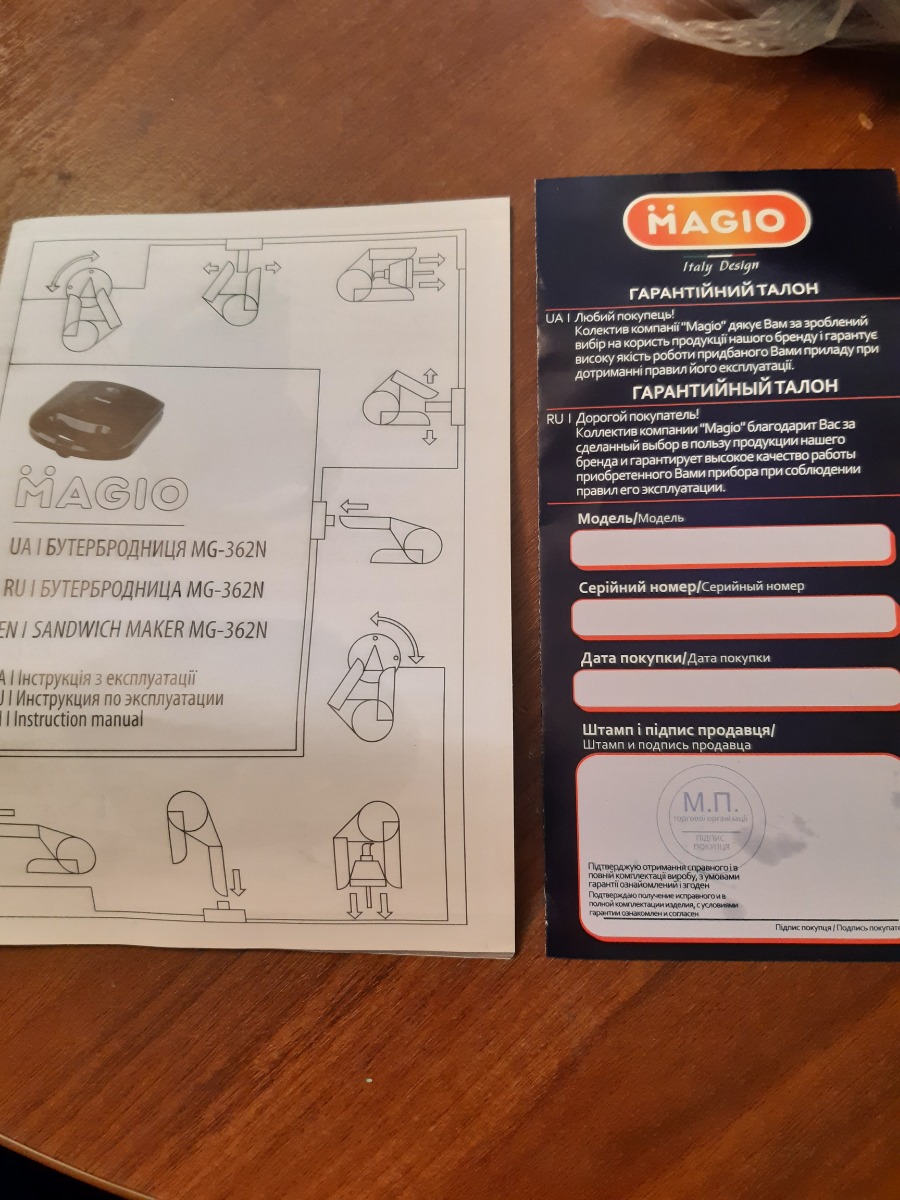 MAGIO
UA I БУТЕРБРОДНИЦЯ MG-362N
RU I БУТЕРБРОДНИЦА MG-362N
EN I SANDWICH MAKER MG-362N
A I Інструкція з експлуатації
U I Инструкция по эксплуатации
I I Instruction manual
MAGIO
Italy Design
ГАРАНТІЙНИЙ ТАЛОН
UA I Любий покупець!
Колектив компанії "Magio" дякує Вам за зроблений
вибір на користь продукції нашого бренду і гарантує
високу якість роботи придбаного Вами приладу при
дотриманні правил його експлуатації.
ГАРАНТИЙНЫЙ ТАЛОН
RU I Дорогой покупатель!
Коллектив компании "Magio" благодарит Вас за
сделанный выбор в пользу продукции нашего
бренда и гарантирует высокое качество работы
приобретенного Вами прибора при соблюдении
правил его эксплуатации.
Модель/Модель
Серійний номер/Серийный номер
Дата покупки/Дата покупки
Штамп і підпис продавця/
Штамп и подпись продавца
М.П.
торгової організації
ПІДПИС
ПОКУПЦЯ
Підтверджую отримання справного і в
повній комплектації виробу, з умовами
гарантії ознайомлений і згоден
Подтверждаю получение исправного и в
полной комплектации изделия, с условиями
гарантии ознакомлен и согласен
Підпис покупця / Подпись покупате